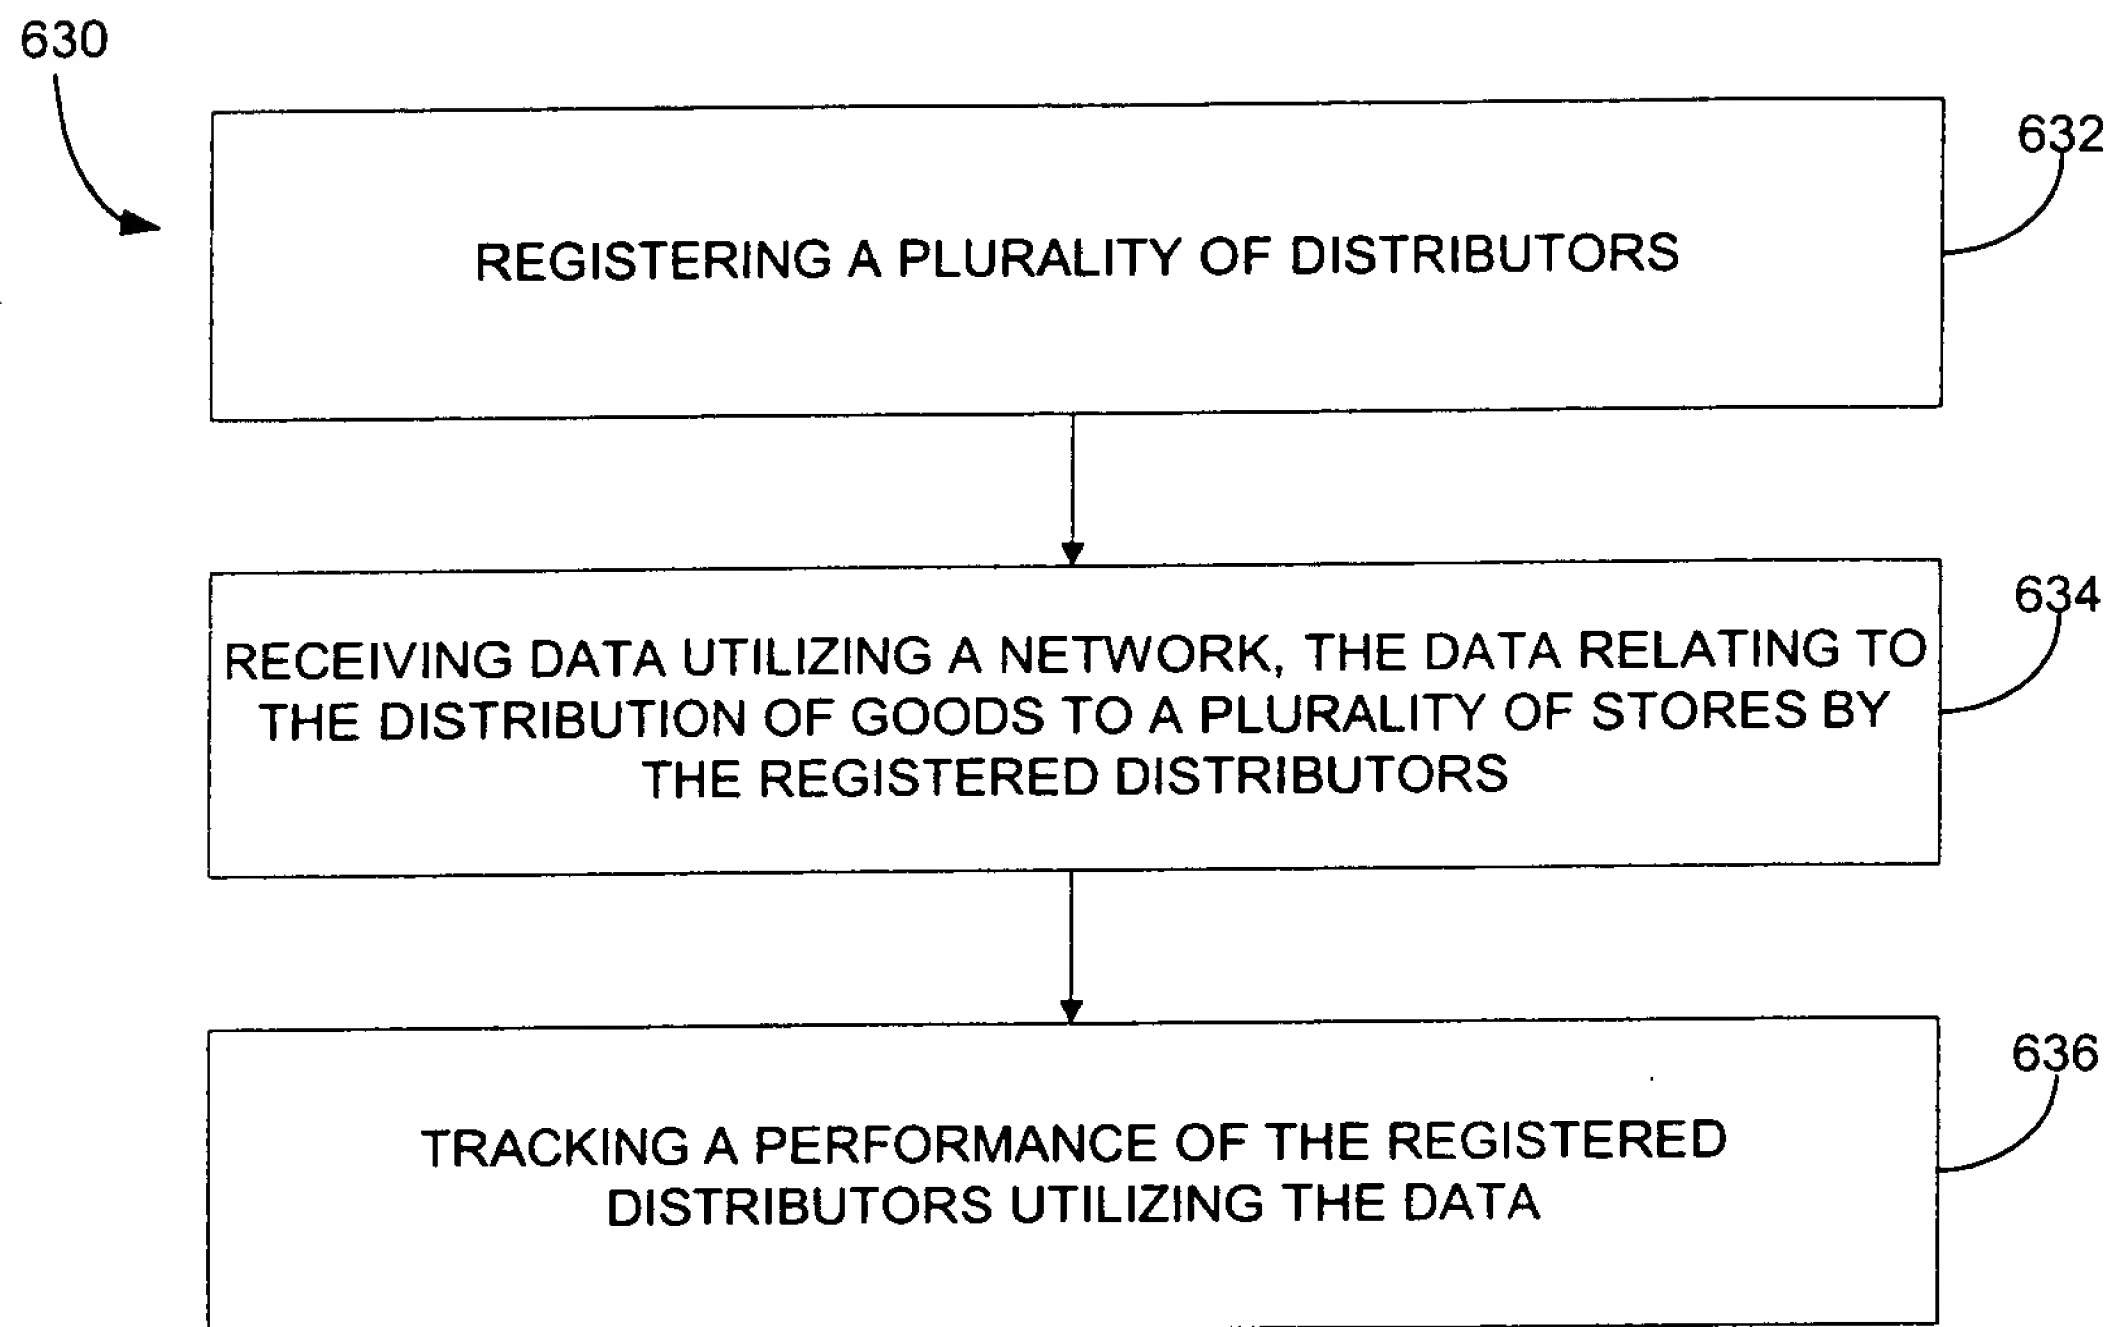 630
632
REGISTERING A PLURALITY OF DISTRIBUTORS
634
RECEIVING DATA UTILIZING A NETWORK, THE DATA RELATING TO
THE DISTRIBUTION OF GOODS TO A PLURALITY OF STORES BY
THE REGISTERED DISTRIBUTORS
636
TRACKING A PERFORMANCE OF THE REGISTERED
DISTRIBUTORS UTILIZING THE DATA